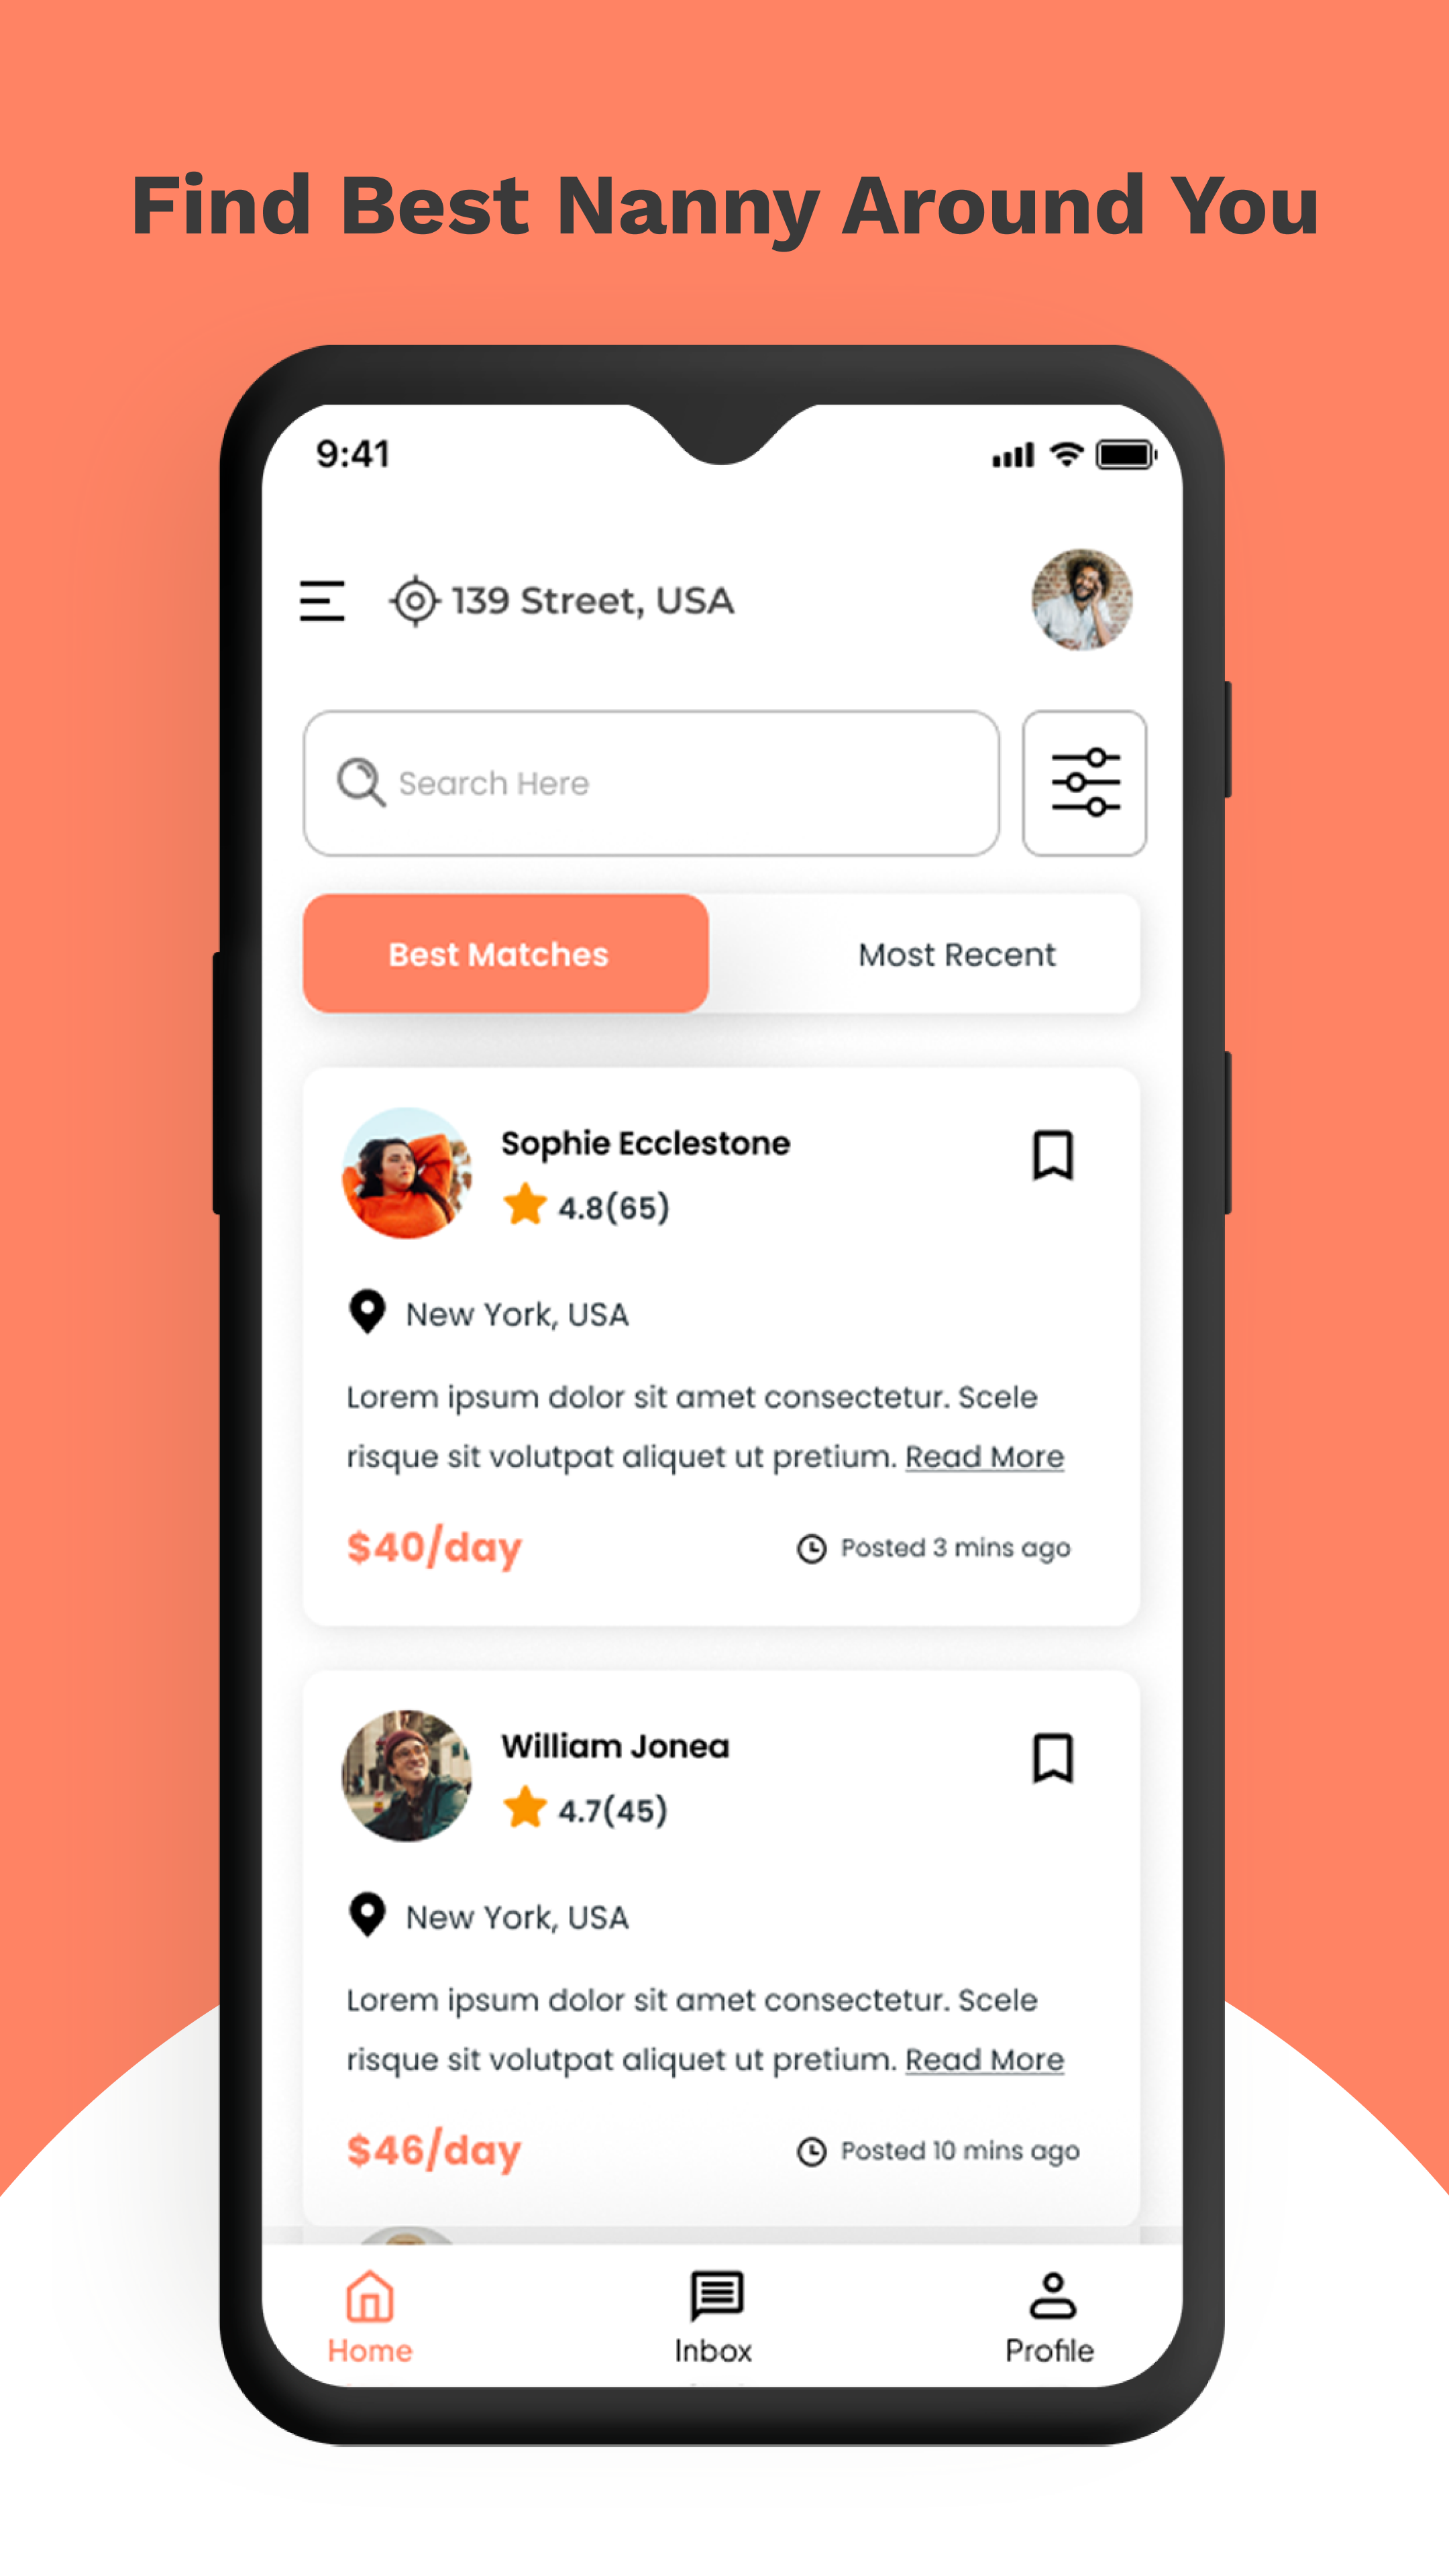 Find Best Nanny Around You
9:41
139 Street, USA
Search Here
Best Matches
Most Recent
Sophie Ecclestone
4.8(65)
New York, USA
Lorem ipsum dolor sit amet consectetur. Scele
risque sit volutpat aliquet ut pretium. Read More
$40/day
Posted 3 mins ago
William Jonea
4.7(45)
New York, USA
Lorem ipsum dolor sit amet consectetur. Scele
risque sit volutpat aliquet ut pretium. Read More
$46/day
Posted 10 mins ago
Home
Inbox
Profile